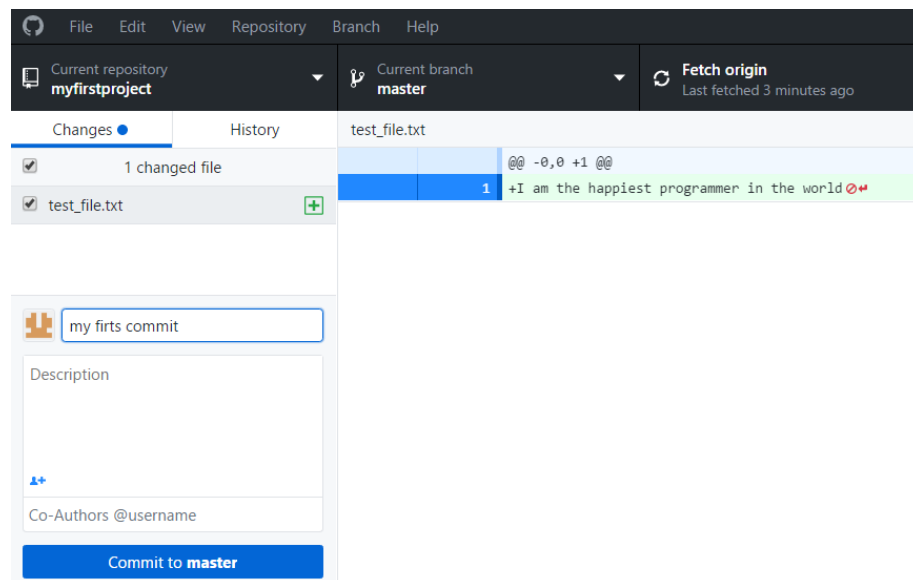 File Edit View Repository Branch Help
Current repository
myfirstproject
Current branch
master
Fetch origin
Last fetched 3 minutes ago
Changes
History
test_file.txt
1 changed file
@@ -0,0 +1 @@
1 +I am the happiest programmer in the world
test_file.txt
my firts commit
Description
Co-Authors @username
Commit to master